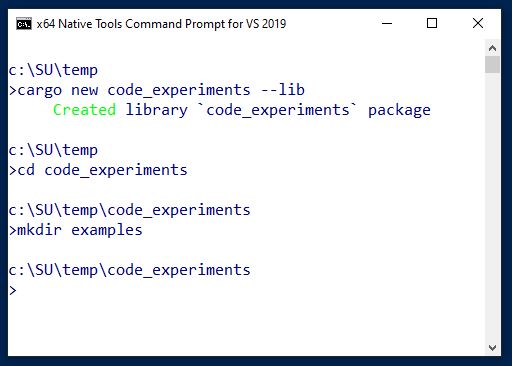 x64 Native Tools Command Prompt for VS 2019
c:\SU\temp
>cargo new code_experiments --lib
     Created library `code_experiments` package
c:\SU\temp
>cd code_experiments
c:\SU\temp\code_experiments
>mkdir examples
c:\SU\temp\code_experiments
>